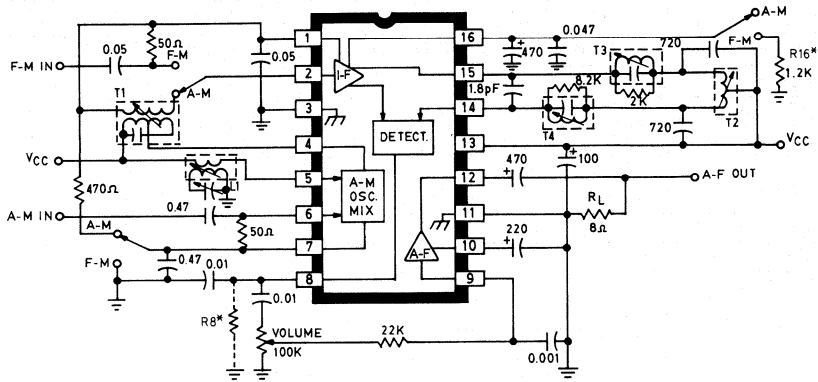 A-M
50Ω
0.05
F-M IN
F-M
0.05
1
16
470
0.047
720
F-M
R16*
1.2K
T3
I-F
2
15
8.2K
1.8pF
2K
T1
A-M
3
14
T4
T2
DETECT.
720
4
13
VCC
VCC
100
L1
5
A-M
OSC.
MIX
12
470
A-F OUT
470Ω
0.47
A-M IN
6
11
RL
8Ω
50Ω
A-M
7
10
220
A-F
F-M
0.47
0.01
8
9
0.01
R8*
VOLUME
100K
22K
0.001